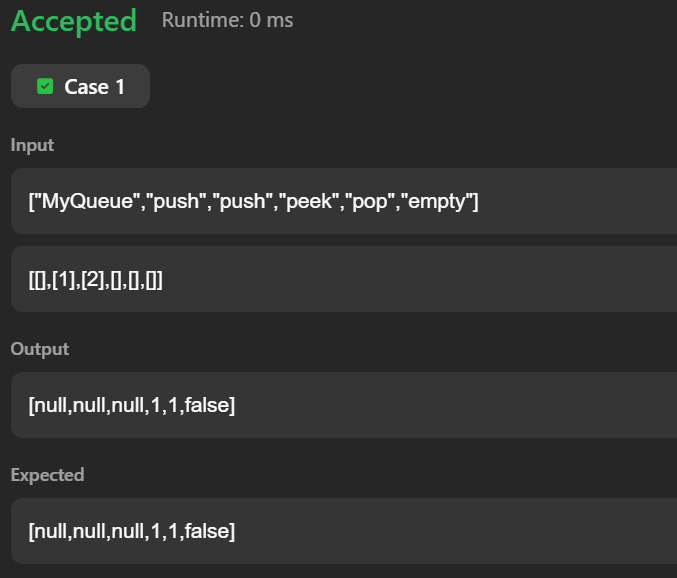 Accepted Runtime: 0 ms
Case 1
Input
["MyQueue","push","push","peek","pop","empty"]
[[],[1],[2],[],[],[]]
Output
[null,null,null,1,1,false]
Expected
[null,null,null,1,1,false]